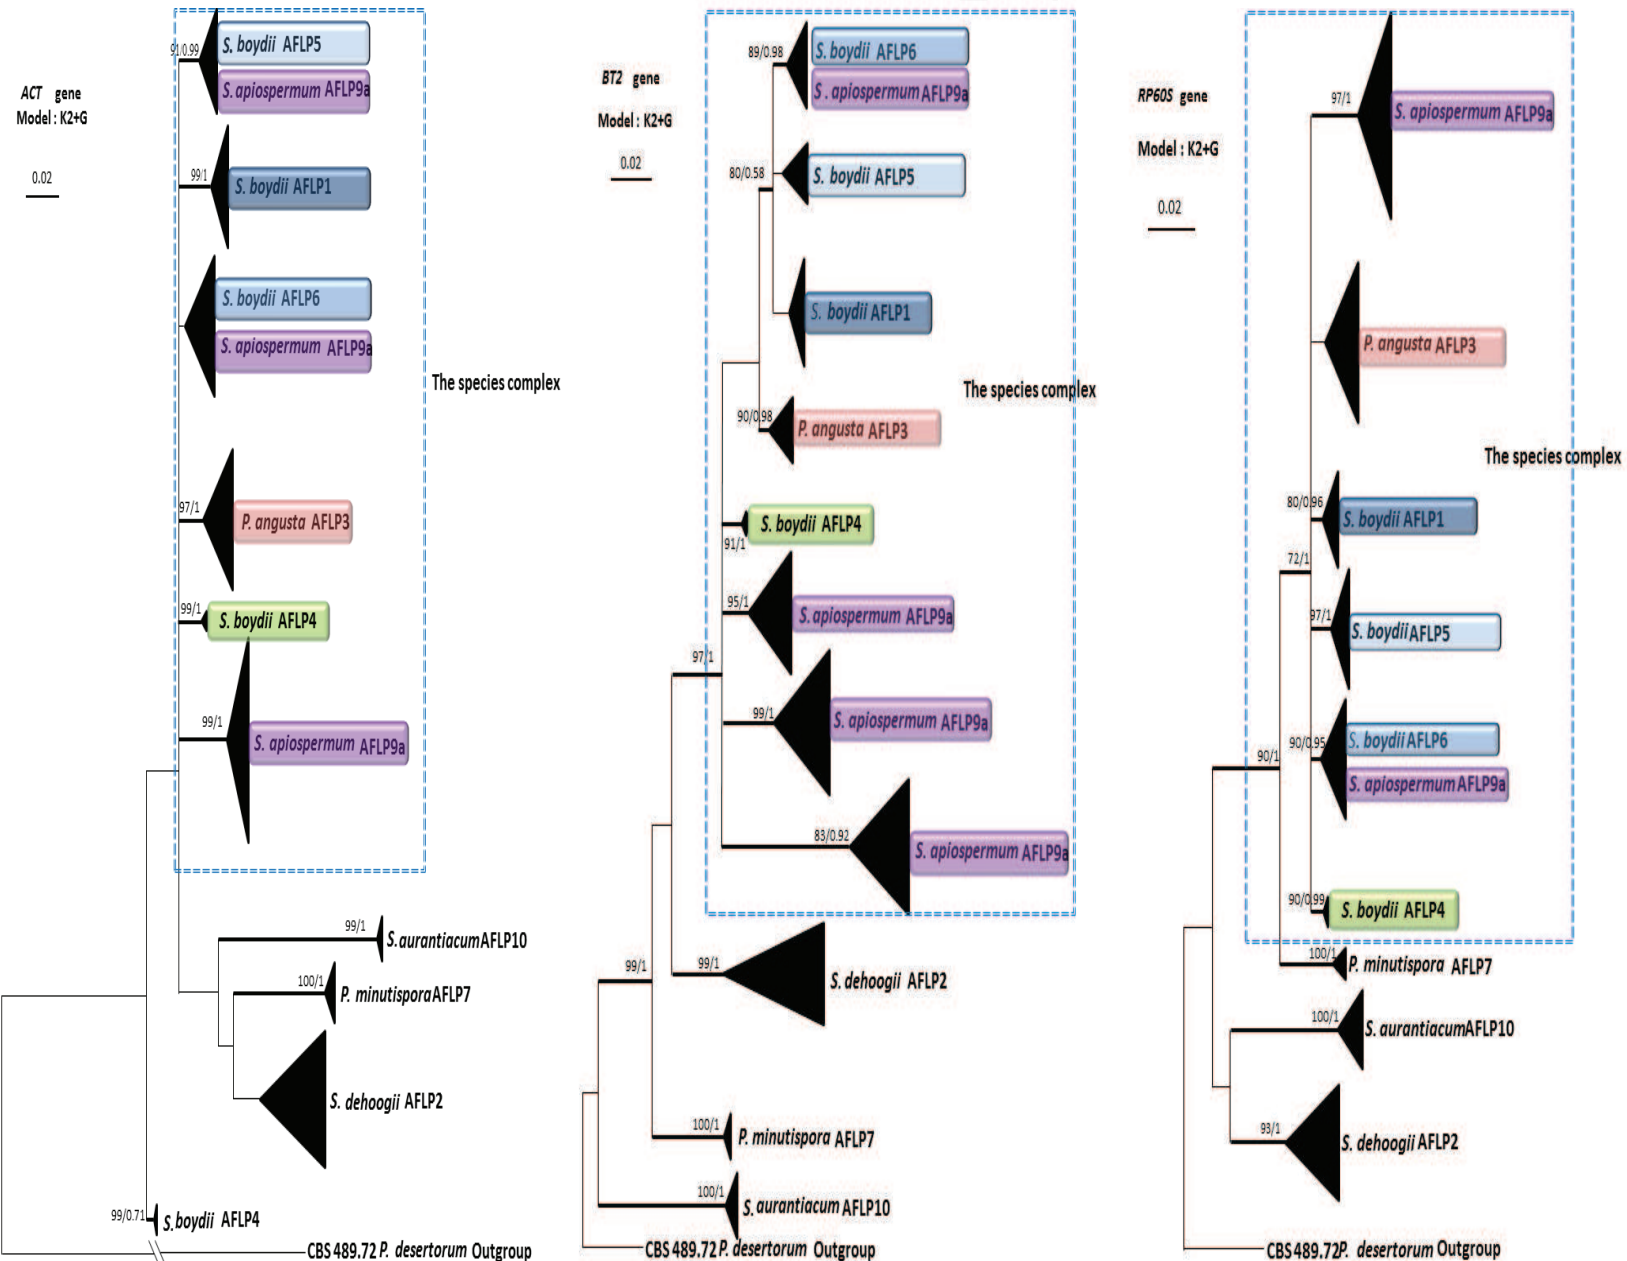 ACT gene
Model : K2+G
0.02
91/0.99
S. boydii AFLP5
S. apiospermum AFLP9a
99/1
S. boydii AFLP1
S. boydii AFLP6
S. apiospermum AFLP9a
The species complex
97/1
P. angusta AFLP3
99/1
S. boydii AFLP4
99/1
S. apiospermum AFLP9a
99/1
S. aurantiacum AFLP10
100/1
P. minutispora AFLP7
S. dehoogii AFLP2
99/0.71
S. boydii AFLP4
CBS 489.72 P. desertorum Outgroup
BT2 gene
Model : K2+G
0.02
89/0.98
S. boydii AFLP6
S. apiospermum AFLP9a
80/0.58
S. boydii AFLP5
S. boydii AFLP1
The species complex
90/0.98
P. angusta AFLP3
S. boydii AFLP4
91/1
95/1
S. apiospermum AFLP9a
97/1
99/1
S. apiospermum AFLP9a
83/0.92
S. apiospermum AFLP9a
99/1
99/1
S. dehoogii AFLP2
100/1
P. minutispora AFLP7
100/1
S. aurantiacum AFLP10
CBS 489.72 P. desertorum Outgroup
RP60S gene
Model : K2+G
0.02
97/1
S. apiospermum AFLP9a
P. angusta AFLP3
The species complex
80/0.96
S. boydii AFLP1
72/1
97/1
S. boydii AFLP5
90/0.95
S. boydii AFLP6
90/1
S. apiospermum AFLP9a
90/0.99
S. boydii AFLP4
100/1
P. minutispora AFLP7
100/1
S. aurantiacum AFLP10
93/1
S. dehoogii AFLP2
CBS 489.72 P. desertorum Outgroup